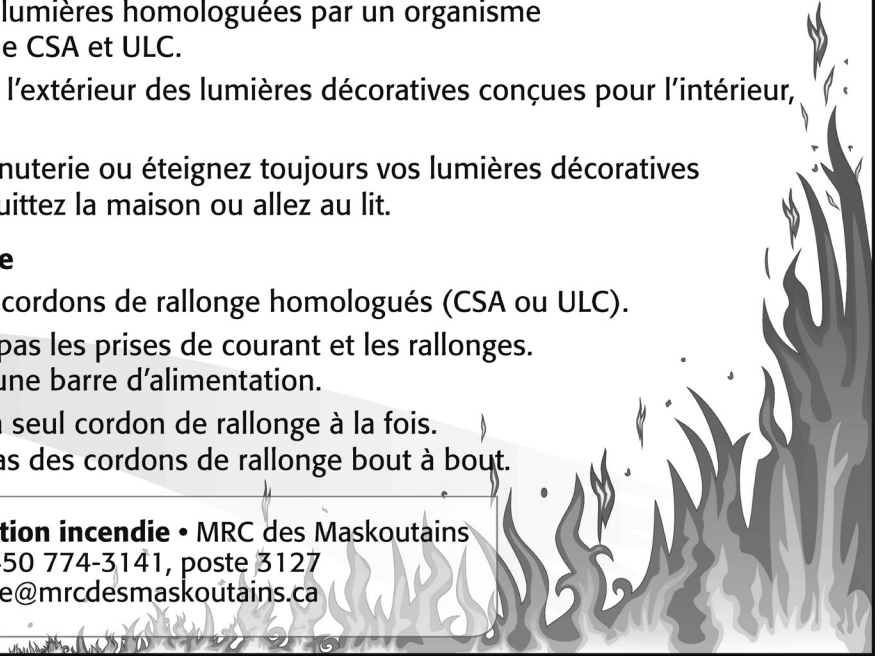 lumières homologuées par un organisme
e CSA et ULC.
l’extérieur des lumières décoratives conçues pour l’intérieur,
nuterie ou éteignez toujours vos lumières décoratives
uittez la maison ou allez au lit.
e
cordons de rallonge homologués (CSA ou ULC).
pas les prises de courant et les rallonges.
une barre d’alimentation.
seul cordon de rallonge à la fois.
as des cordons de rallonge bout à bout.
tion incendie • MRC des Maskoutains
50 774-3141, poste 3127
e@mrcdesmaskoutains.ca